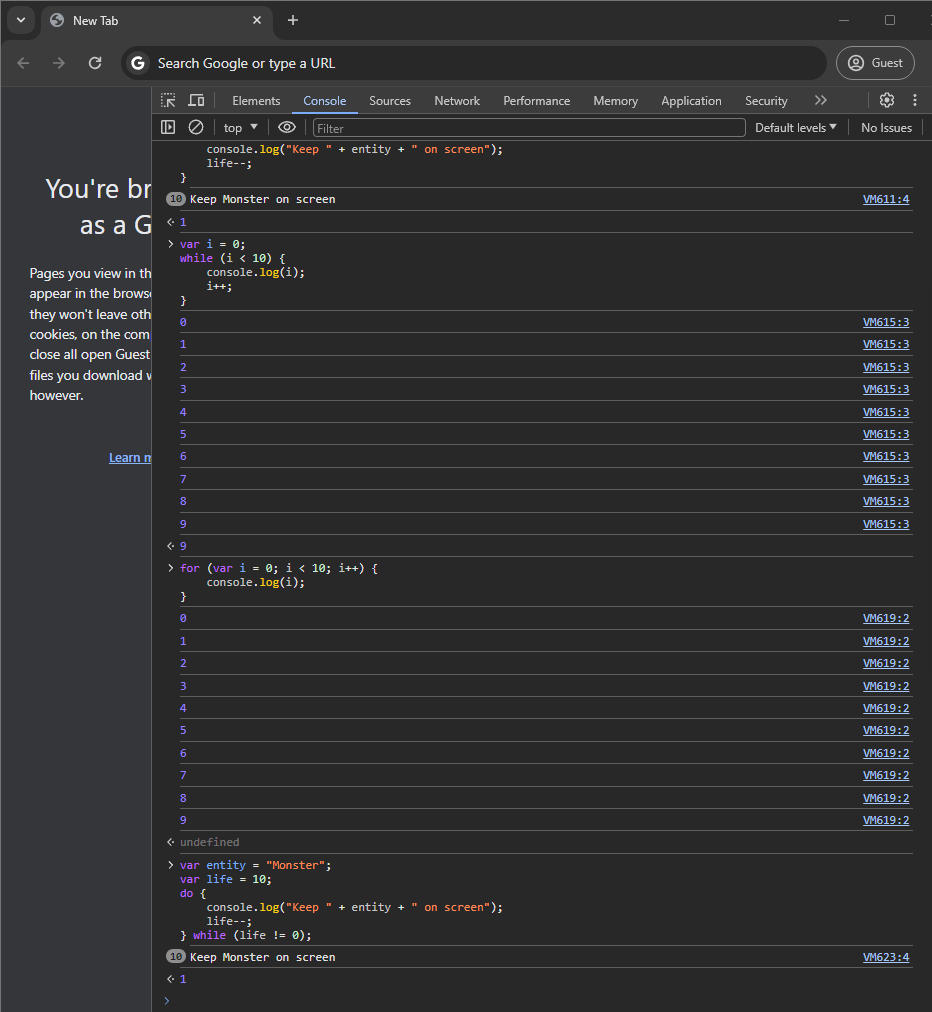 New Tab
Search Google or type a URL
Guest
Elements Console Sources Network Performance Memory Application Security
top Filter Default levels No Issues
You're br
as a G
Pages you view in th
appear in the browse
they won't leave oth
cookies, on the com
close all open Guest
files you download w
however.
Learn m
console.log("Keep " + entity + " on screen");
life--;
}
10 Keep Monster on screen VM611:4
1
var i = 0;
while (i < 10) {
console.log(i);
i++;
}
0 VM615:3
1 VM615:3
2 VM615:3
3 VM615:3
4 VM615:3
5 VM615:3
6 VM615:3
7 VM615:3
8 VM615:3
9 VM615:3
9
for (var i = 0; i < 10; i++) {
console.log(i);
}
0 VM619:2
1 VM619:2
2 VM619:2
3 VM619:2
4 VM619:2
5 VM619:2
6 VM619:2
7 VM619:2
8 VM619:2
9 VM619:2
undefined
var entity = "Monster";
var life = 10;
do {
console.log("Keep " + entity + " on screen");
life--;
} while (life != 0);
10 Keep Monster on screen VM623:4
1